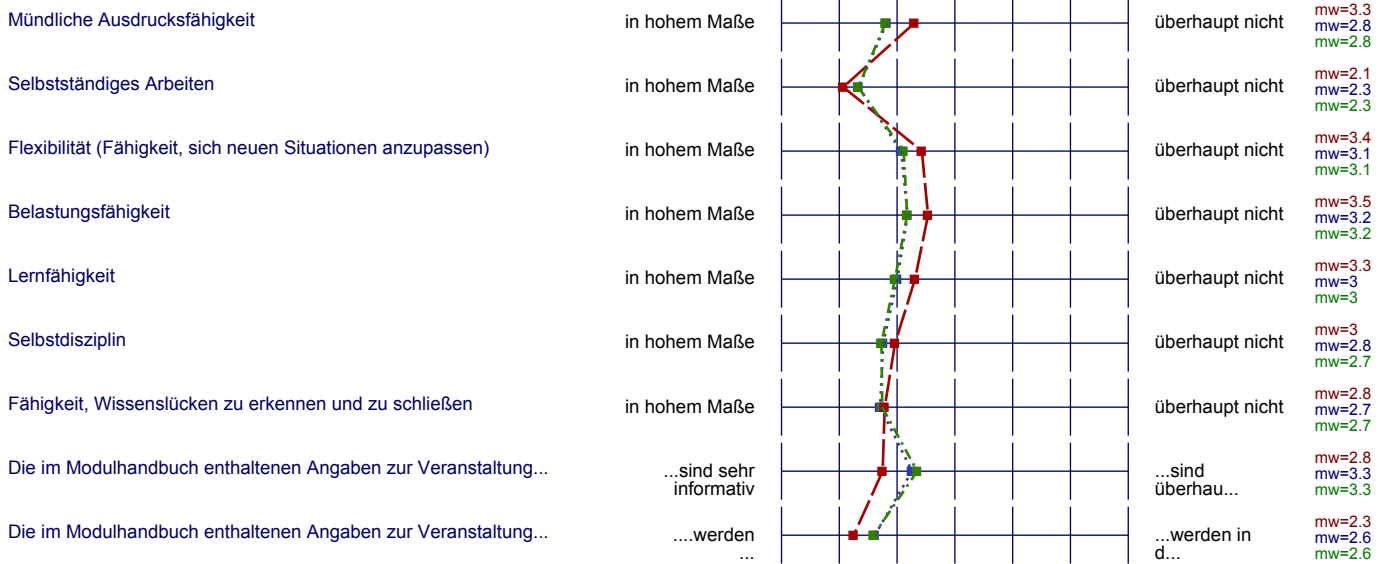 Mündliche Ausdrucksfähigkeit in hohem Maße überhaupt nicht mw=3.3
mw=2.8
mw=2.8
Selbstständiges Arbeiten in hohem Maße überhaupt nicht mw=2.1
mw=2.3
mw=2.3
Flexibilität (Fähigkeit, sich neuen Situationen anzupassen) in hohem Maße überhaupt nicht mw=3.4
mw=3.1
mw=3.1
Belastungsfähigkeit in hohem Maße überhaupt nicht mw=3.5
mw=3.2
mw=3.2
Lernfähigkeit in hohem Maße überhaupt nicht mw=3.3
mw=3
mw=3
Selbstdisziplin in hohem Maße überhaupt nicht mw=3
mw=2.8
mw=2.7
Fähigkeit, Wissenslücken zu erkennen und zu schließen in hohem Maße überhaupt nicht mw=2.8
mw=2.7
mw=2.7
Die im Modulhandbuch enthaltenen Angaben zur Veranstaltung... ...sind sehr ...sind mw=2.8
mw=3.3
informativ überhau... mw=3.3
Die im Modulhandbuch enthaltenen Angaben zur Veranstaltung... ....werden ...werden in mw=2.3
mw=2.6
... d... mw=2.6